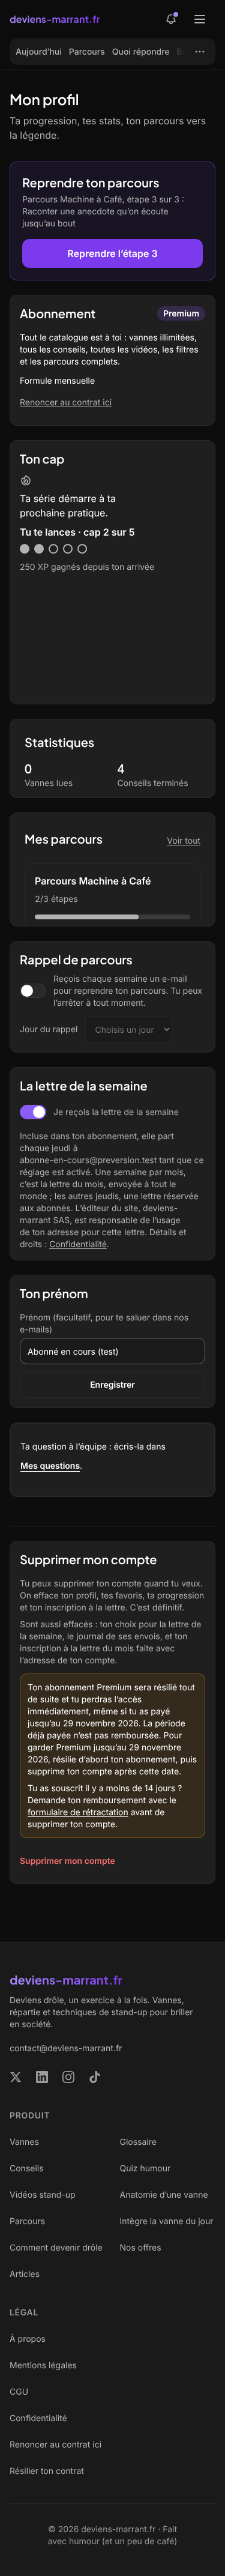 deviens-marrant.fr
Aujourd'hui Parcours Quoi répondre
Mon profil
Ta progression, tes stats, ton parcours vers
la légende.
Reprendre ton parcours
Parcours Machine à Café, étape 3 sur 3 :
Raconter une anecdote qu'on écoute
jusqu'au bout
Reprendre l'étape 3
Abonnement
Premium
Tout le catalogue est à toi : vannes illimitées,
tous les conseils, toutes les vidéos, les filtres
et les parcours complets.
Formule mensuelle
Renoncer au contrat ici
Ton cap
Ta série démarre à ta
prochaine pratique.
Tu te lances · cap 2 sur 5
250 XP gagnés depuis ton arrivée
Statistiques
0
Vannes lues
4
Conseils terminés
Mes parcours
Voir tout
Parcours Machine à Café
2/3 étapes
Rappel de parcours
Reçois chaque semaine un e-mail
pour reprendre ton parcours. Tu peux
l'arrêter à tout moment.
Jour du rappel
Choisis un jour
La lettre de la semaine
Je reçois la lettre de la semaine
Incluse dans ton abonnement, elle part
chaque jeudi à
abonne-en-cours@preversion.test tant que ce
réglage est activé. Une semaine par mois,
c'est la lettre du mois, envoyée à tout le
monde ; les autres jeudis, une lettre réservée
aux abonnés. L'éditeur du site, deviens-
marrant SAS, est responsable de l'usage
de ton adresse pour cette lettre. Détails et
droits : Confidentialité.
Ton prénom
Prénom (facultatif, pour te saluer dans nos
e-mails)
Abonné en cours (test)
Enregistrer
Ta question à l'équipe : écris-la dans
Mes questions.
Supprimer mon compte
Tu peux supprimer ton compte quand tu veux.
On efface ton profil, tes favoris, ta progression
et ton inscription à la lettre. C'est définitif.
Sont aussi effacés : ton choix pour la lettre de
la semaine, le journal de ses envois, et ton
inscription à la lettre du mois faite avec
l'adresse de ton compte.
Ton abonnement Premium sera résilié tout
de suite et tu perdras l'accès
immédiatement, même si tu as payé
jusqu'au 29 novembre 2026. La période
déjà payée n'est pas remboursée. Pour
garder Premium jusqu'au 29 novembre
2026, résilie d'abord ton abonnement, puis
supprime ton compte après cette date.
Tu as souscrit il y a moins de 14 jours ?
Demande ton remboursement avec le
formulaire de rétractation avant de
supprimer ton compte.
Supprimer mon compte
deviens-marrant.fr
Deviens drôle, un exercice à la fois. Vannes,
répartie et techniques de stand-up pour briller
en société.
contact@deviens-marrant.fr
PRODUIT
Vannes
Glossaire
Conseils
Quiz humour
Vidéos stand-up
Anatomie d'une vanne
Parcours
Intègre la vanne du jour
Comment devenir drôle
Nos offres
Articles
LÉGAL
À propos
Mentions légales
CGU
Confidentialité
Renoncer au contrat ici
Résilier ton contrat
© 2026 deviens-marrant.fr · Fait
avec humour (et un peu de café)